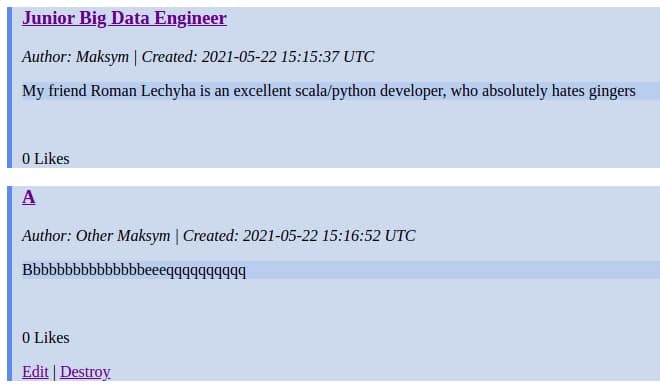 Junior Big Data Engineer
Author: Maksym | Created: 2021-05-22 15:15:37 UTC
My friend Roman Lechyha is an excellent scala/python developer, who absolutely hates gingers
0 Likes
A
Author: Other Maksym | Created: 2021-05-22 15:16:52 UTC
Bbbbbbbbbbbbbbbeeeqqqqqqqqqq
0 Likes
Edit | Destroy